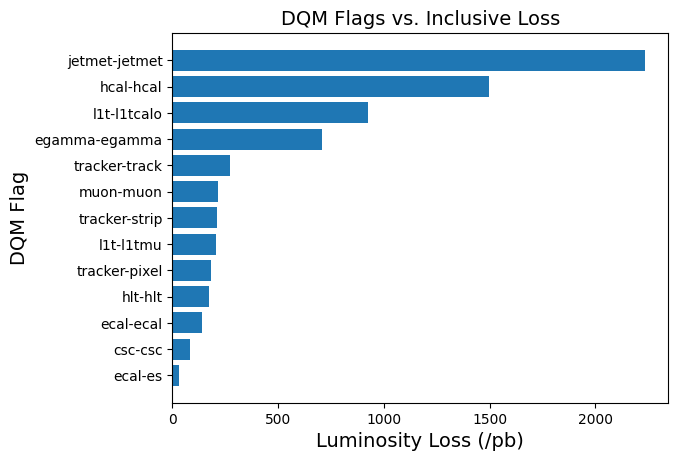 DQM Flags vs. Inclusive Loss
jetmet-jetmet
hcal-hcal
l1t-l1tcalo
egamma-egamma
tracker-track
muon-muon
tracker-strip
l1t-l1tmu
tracker-pixel
hlt-hlt
ecal-ecal
csc-csc
ecal-es
DQM Flag
0 500 1000 1500 2000
Luminosity Loss (/pb)